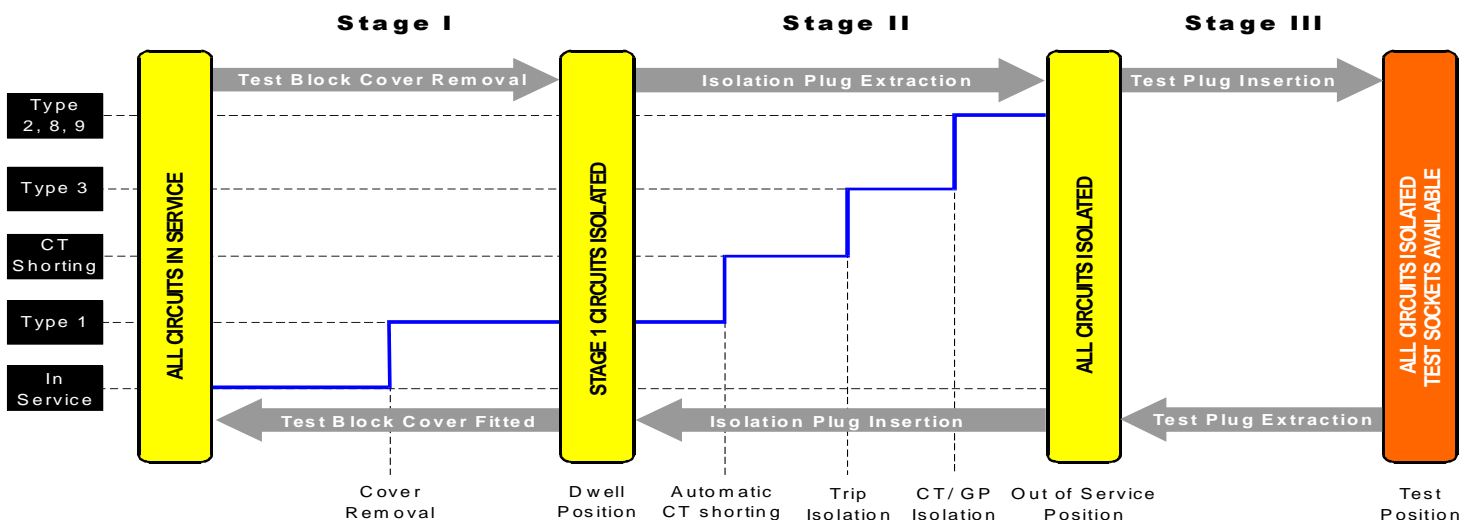 Stage I
Stage II
Stage III
Test Block Cover Removal
Isolation Plug Extraction
Test Plug Insertion
Type
2, 8, 9
Type 3
CT
Shorting
Type 1
In
Service
ALL CIRCUITS IN SERVICE
STAGE 1 CIRCUITS ISOLATED
ALL CIRCUITS ISOLATED
ALL CIRCUITS ISOLATED
TEST SOCKETS AVAILABLE
Test Block Cover Fitted
Isolation Plug Insertion
Test Plug Extraction
Cover
Removal
Dwell
Position
Automatic
CT shorting
Trip
Isolation
CT/GP
Isolation
Out of Service
Position
Test
Position